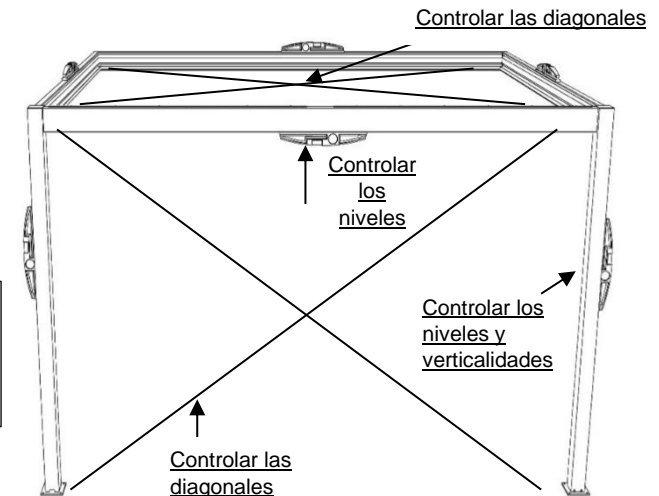 Controlar las diagonales
Controlar
los
niveles
Controlar los
niveles y
verticalidades
Controlar las
diagonales